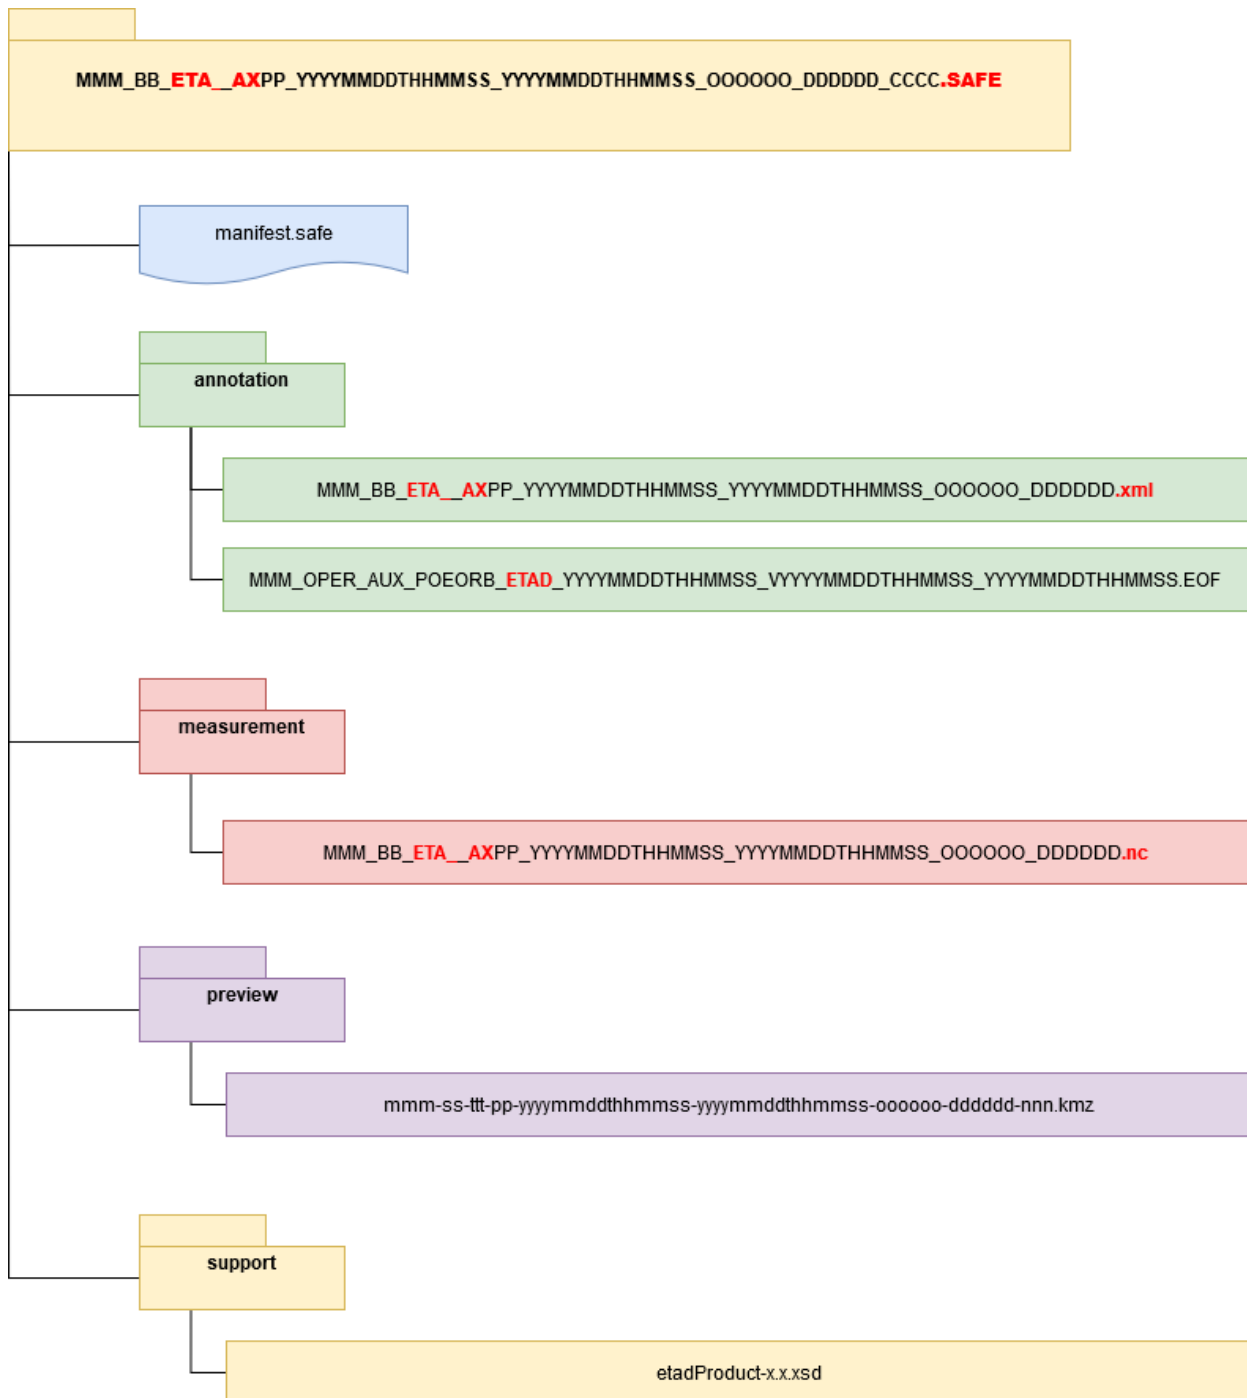 MMM_BB_ETA__AXPP_YYYYMMDDTHHMMSS_YYYYMMDDTHHMMSS_OOOOOO_DDDDDD_CCCC.SAFE
manifest.safe
annotation
MMM_BB_ETA__AXPP_YYYYMMDDTHHMMSS_YYYYMMDDTHHMMSS_OOOOOO_DDDDDD.xml
MMM_OPER_AUX_POEORB_ETAD_YYYYMMDDTHHMMSS_VYYYYMMDDTHHMMSS_YYYYMMDDTHHMMSS.EOF
measurement
MMM_BB_ETA__AXPP_YYYYMMDDTHHMMSS_YYYYMMDDTHHMMSS_OOOOOO_DDDDDD.nc
preview
mmm-ss-ttt-pp-yyyymmddthhmmss-yyyymmddthhmmss-oooooo-dddddd-nnn.kmz
support
etadProduct-x.x.xsd